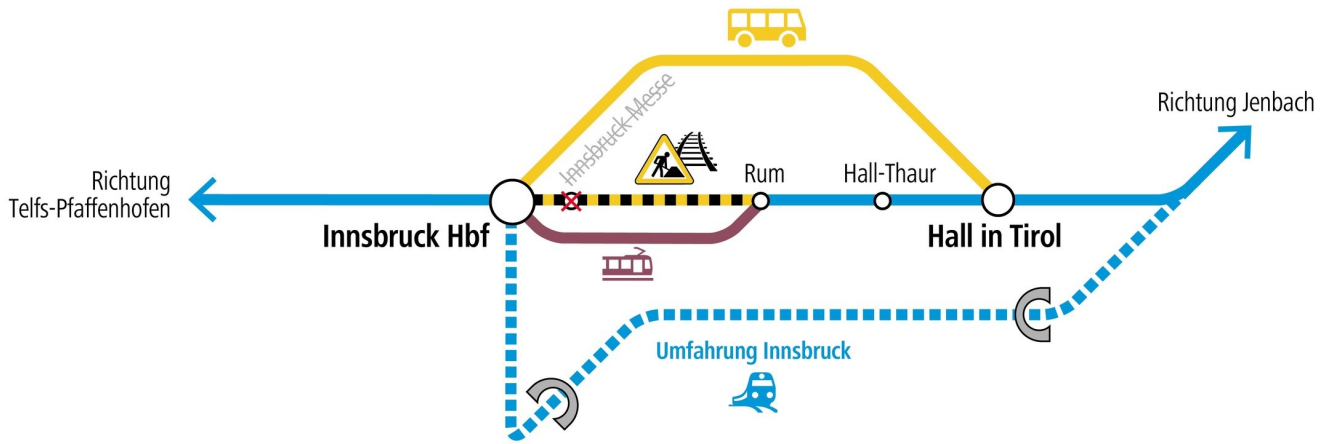 Richtung Jenbach
Innsbruck Messe
Richtung
Telfs-Pfaffenhofen
Rum
Hall-Thaur
Innsbruck Hbf
Hall in Tirol
Umfahrung Innsbruck